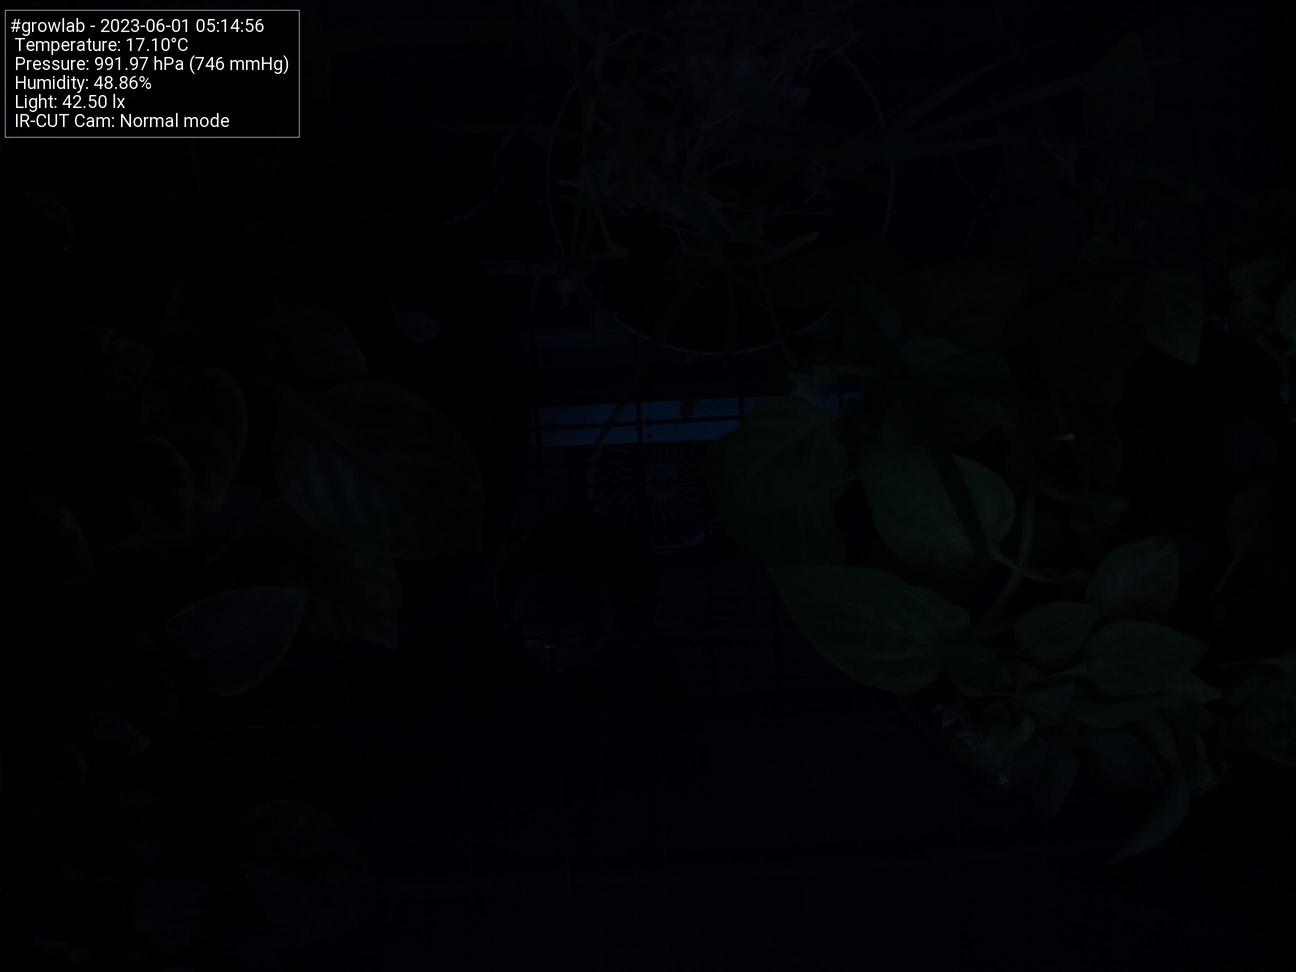 #growlab - 2023-06-01 05:14:56
Temperature: 17.10°C
Pressure: 991.97 hPa (746 mmHg)
Humidity: 48.86%
Light: 42.50 lx
IR-CUT Cam: Normal mode